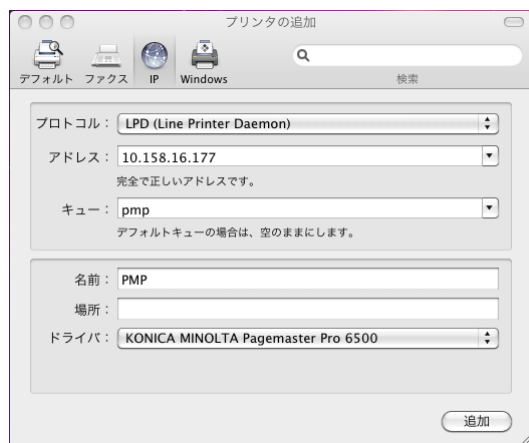 プリンタの追加
デフォルト ファクス IP Windows 検索
プロトコル： LPD (Line Printer Daemon)
アドレス： 10.158.16.177
完全で正しいアドレスです。
キュー： pmp
デフォルトキューの場合は、空のままにします。
名前： PMP
場所：
ドライバ： KONICA MINOLTA Pagemaster Pro 6500
追加